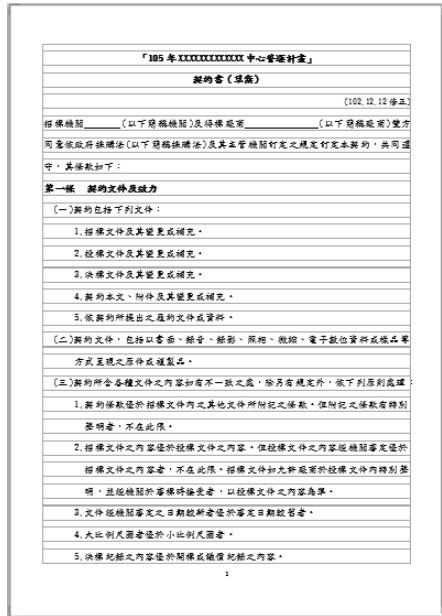 「105 年 XXXXXXXXXXXXX 中心營運計畫」
契約書(草案)
(102.12.12 修正)
招標機關_______(以下簡稱機關)及得標廠商_______________(以下簡稱廠商)雙方
同意依政府採購法(以下簡稱採購法)及其主管機關訂定之規定訂定本契約,共同遵
守,其條款如下:
第一條 契約文件及效力
(一)契約包括下列文件:
1.招標文件及其變更或補充。
2.投標文件及其變更或補充。
3.決標文件及其變更或補充。
4.契約本文、附件及其變更或補充。
5.依契約所提出之履約文件或資料。
(二)契約文件,包括以書面、錄音、錄影、照相、微縮、電子數位資料或樣品等
方式呈現之原件或複製品。
(三)契約所含各種文件之內容如有不一致之處,除另有規定外,依下列原則處理:
1.契約條款優於招標文件內之其他文件所附記之條款。但附記之條款有特別
聲明者,不在此限。
2.招標文件之內容優於投標文件之內容。但投標文件之內容經機關審定優於
招標文件之內容者,不在此限。招標文件如允許廠商於投標文件內特別聲
明,並經機關於審標時接受者,以投標文件之內容為準。
3.文件經機關審定之日期較新者優於審定日期較舊者。
4.大比例尺圖者優於小比例尺圖者。
5.決標紀錄之內容優於開標或議價紀錄之內容。
1